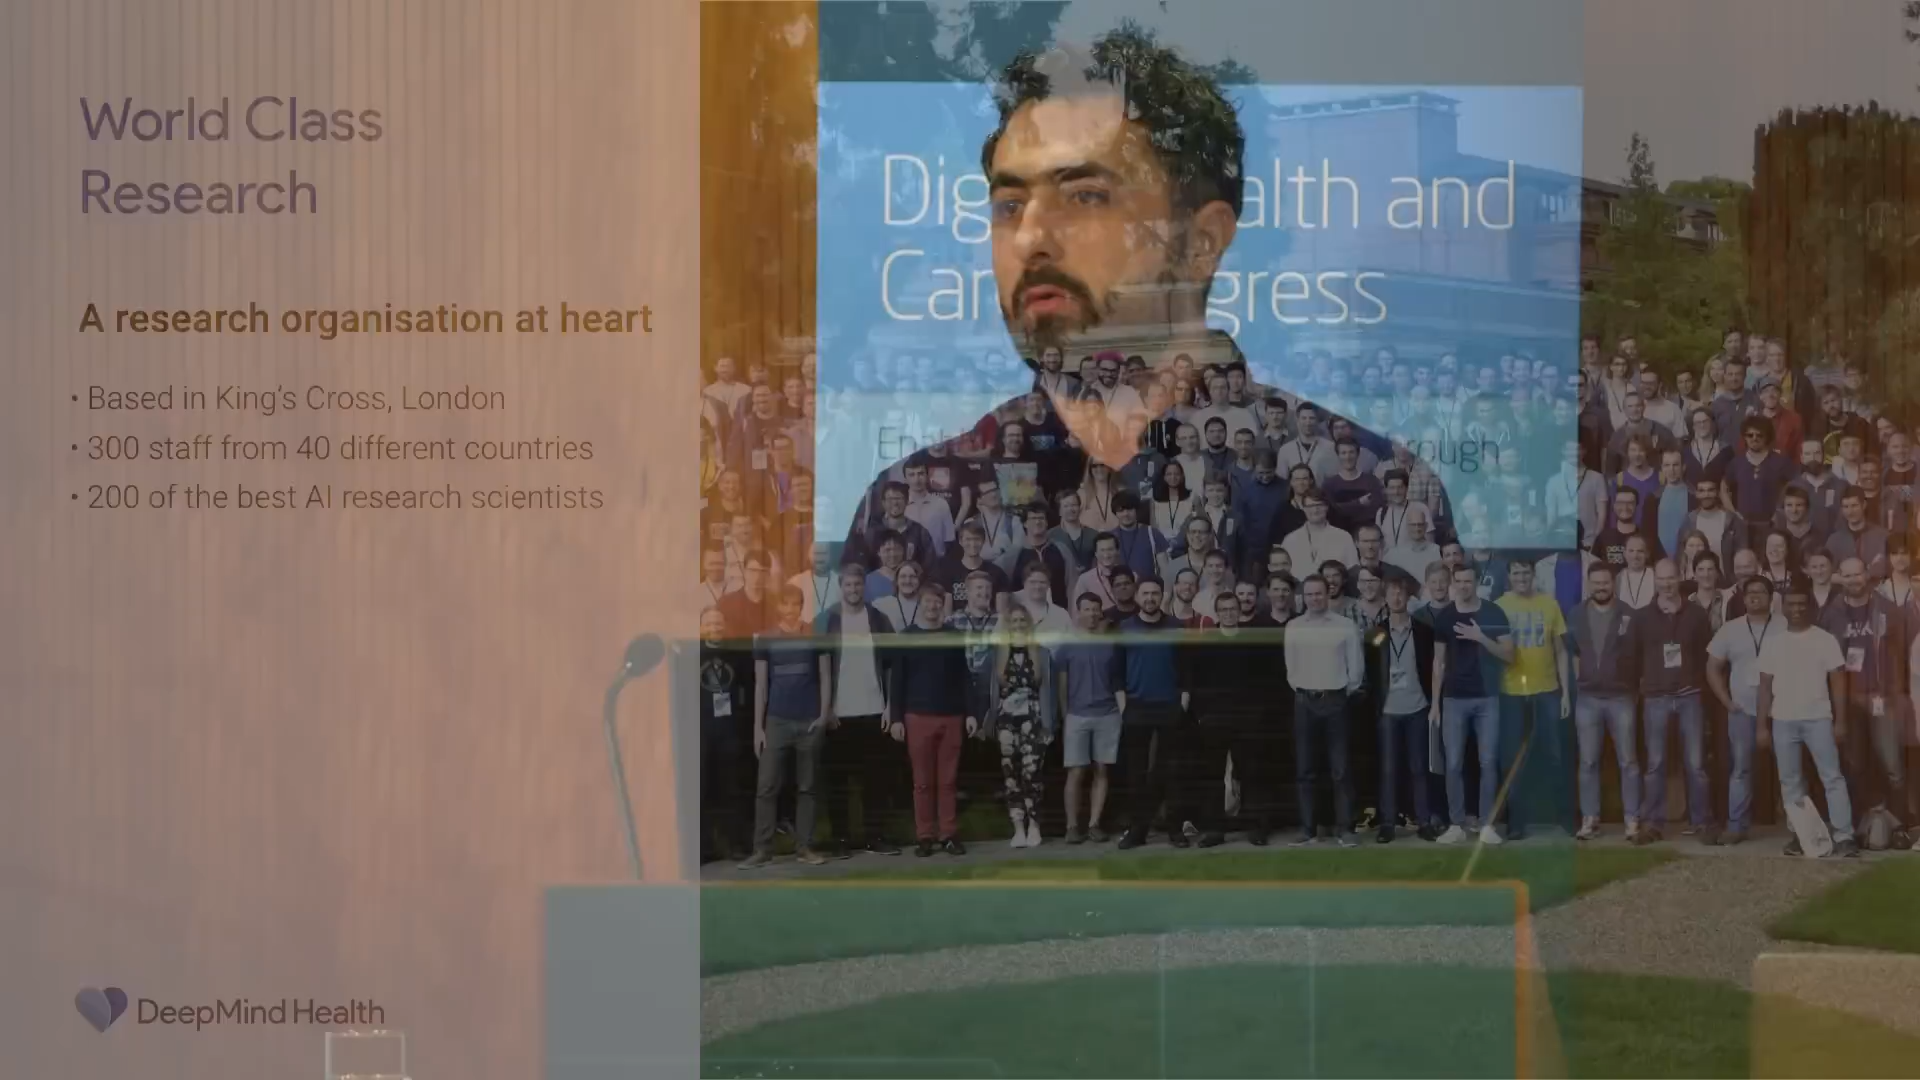 World Class
Research
A research organisation at heart
• Based in King's Cross, London
• 300 staff from 40 different countries
• 200 of the best AI research scientists
DeepMind Health
Dig alth and
Car gress
En rough